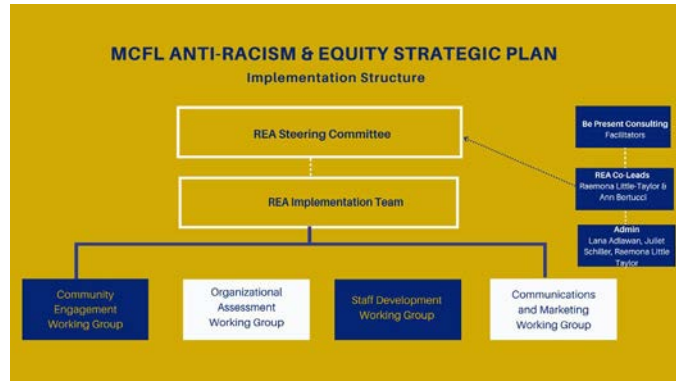 MCFL ANTI-RACISM & EQUITY STRATEGIC PLAN
Implementation Structure
REA Steering Committee
REA Implementation Team
Be Present Consulting
Facilitators
REA Co-Leads
Raemona Little-Taylor &
Ann Bertucci
Admin
Lana Adlawan, Juliet
Schiller, Raemona Little
Taylor
Community
Engagement
Working Group
Organizational
Assessment
Working Group
Staff Development
Working Group
Communications
and Marketing
Working Group